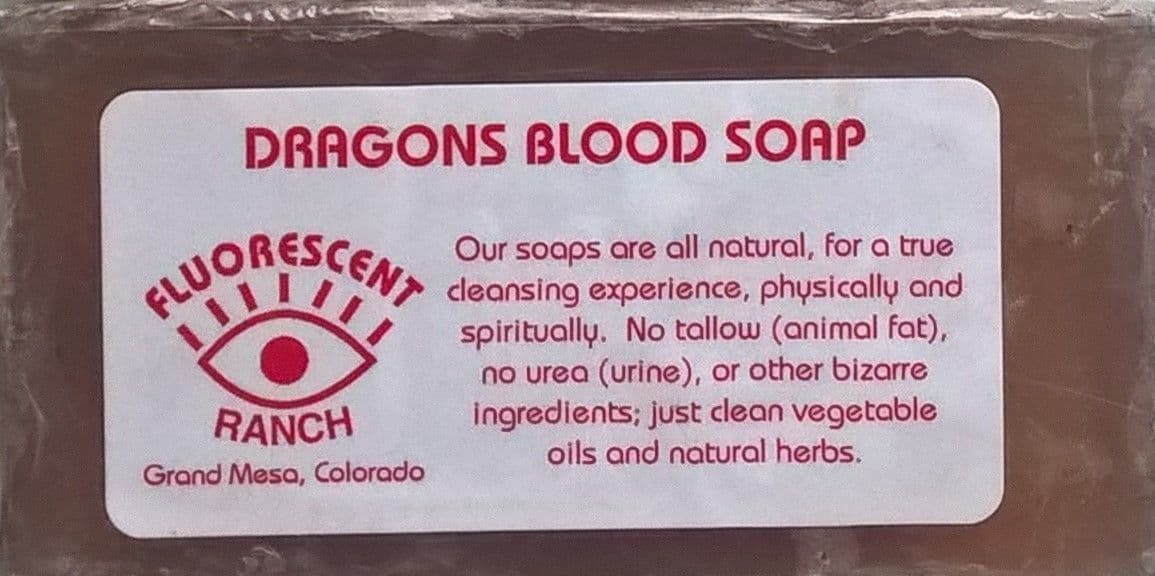 DRAGONS BLOOD SOAP
FLUORESCENT
RANCH
Grand Mesa, Colorado
Our soaps are all natural, for a true
cleansing experience, physically and
spiritually. No tallow (animal fat),
no urea (urine), or other bizarre
ingredients; just clean vegetable
oils and natural herbs.